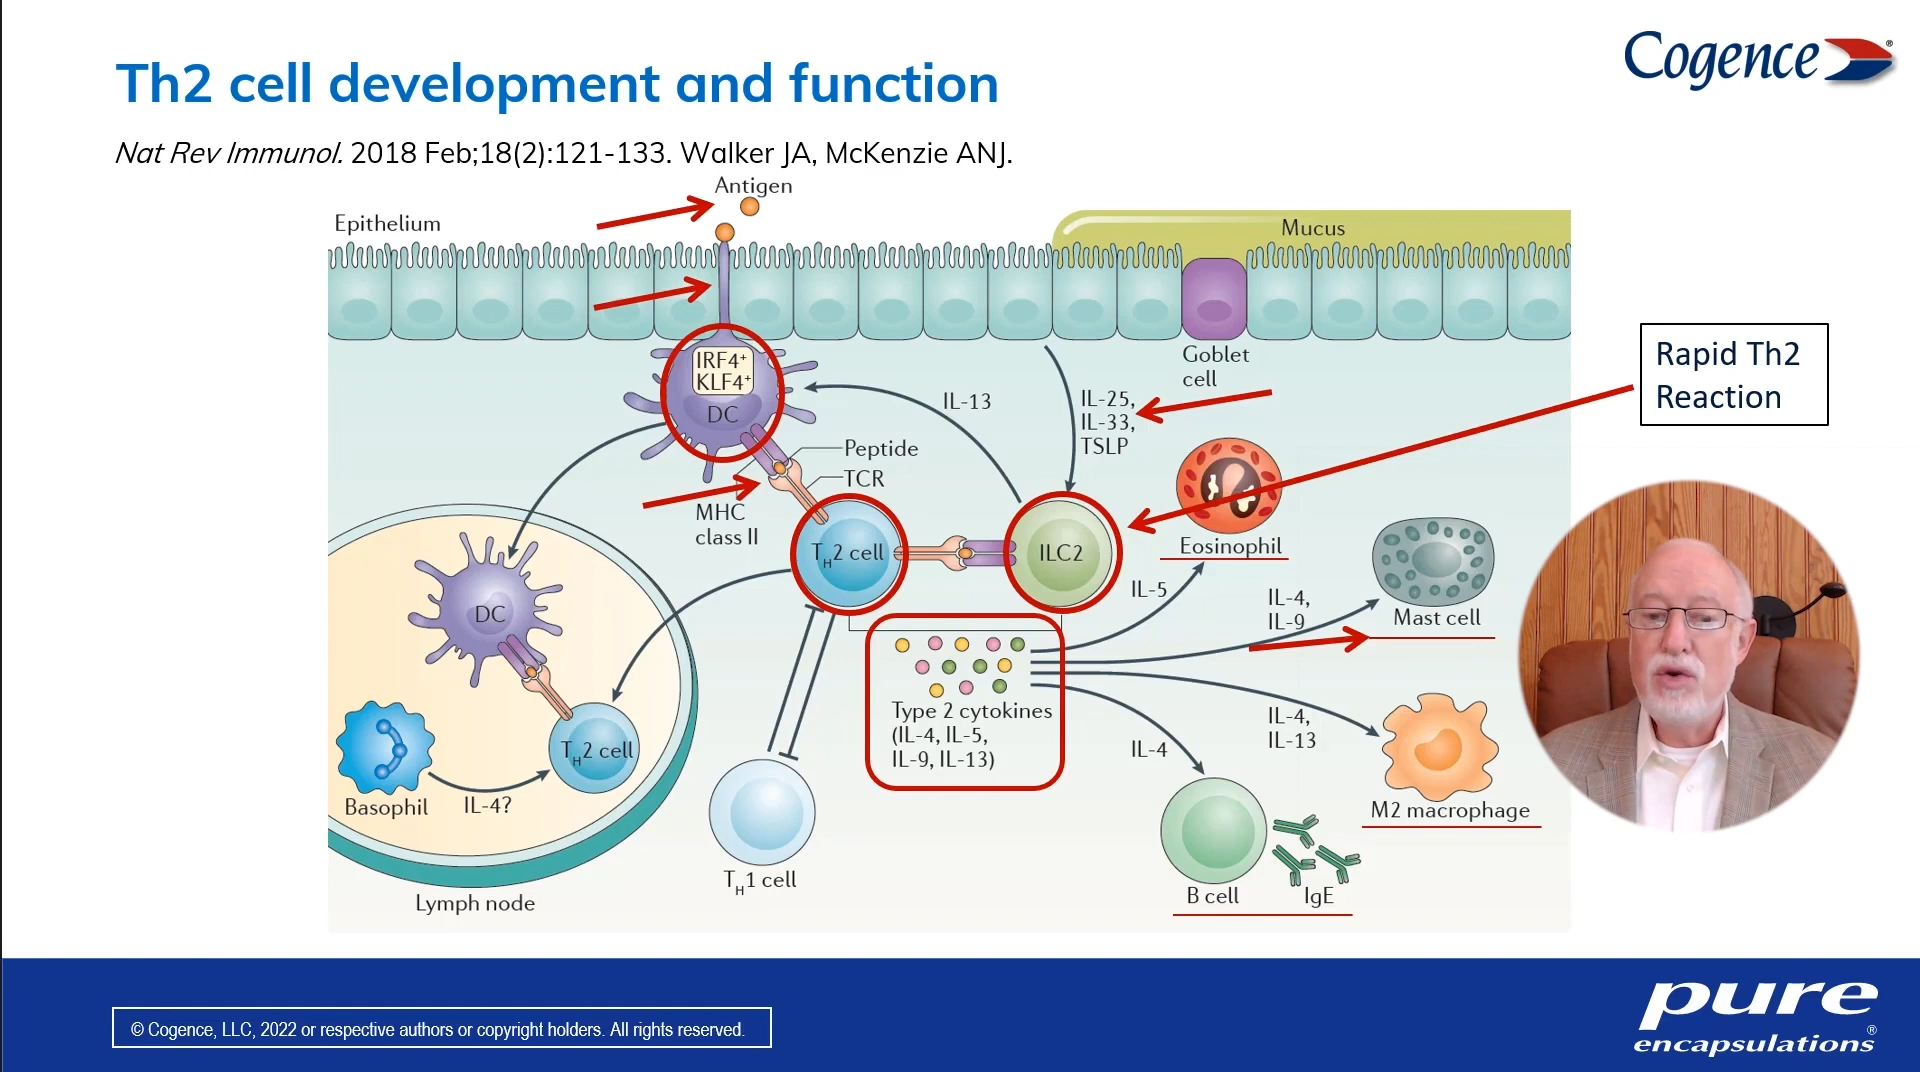 Th2 cell development and function
Cogence®
Nat Rev Immunol. 2018 Feb;18(2):121-133. Walker JA, McKenzie ANJ.
Antigen
Epithelium
Mucus
IRF4⁺
KLF4⁺
DC
Goblet
cell
IL-13
IL-25,
IL-33,
TSLP
Rapid Th2
Reaction
Peptide
TCR
MHC
class II
TH2 cell
ILC2
Eosinophil
IL-5
IL-4,
IL-9
Mast cell
DC
TH2 cell
Basophil
IL-4?
Lymph node
TH1 cell
Type 2 cytokines
(IL-4, IL-5,
IL-9, IL-13)
IL-4,
IL-13
IL-4
M2 macrophage
B cell
IgE
© Cogence, LLC, 2022 or respective authors or copyright holders. All rights reserved.
pure
encapsulations®